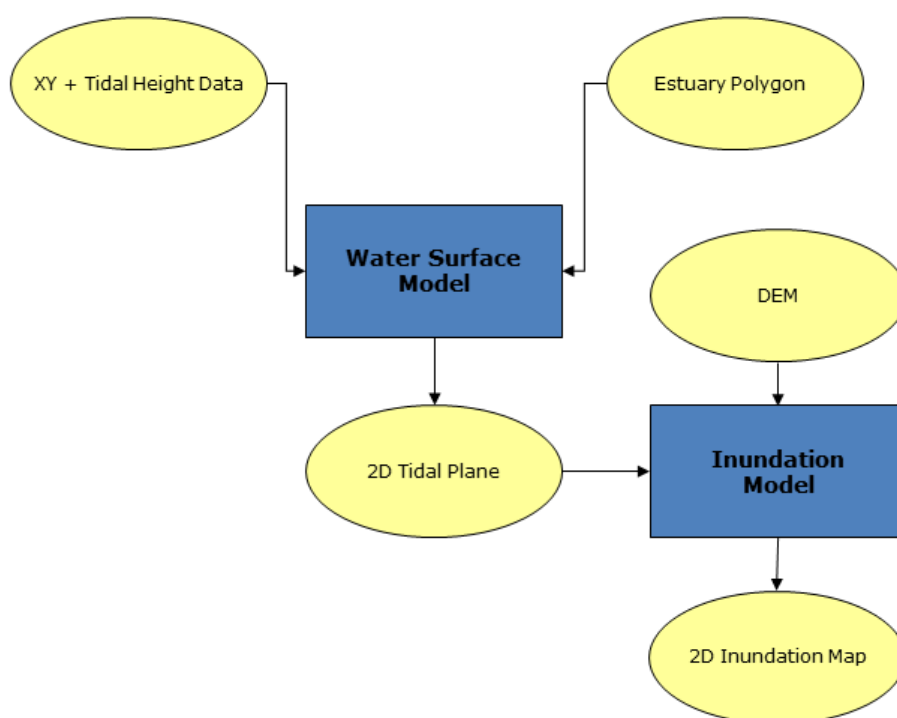 XY + Tidal Height Data
Estuary Polygon
Water Surface
Model
DEM
2D Tidal Plane
Inundation
Model
2D Inundation Map